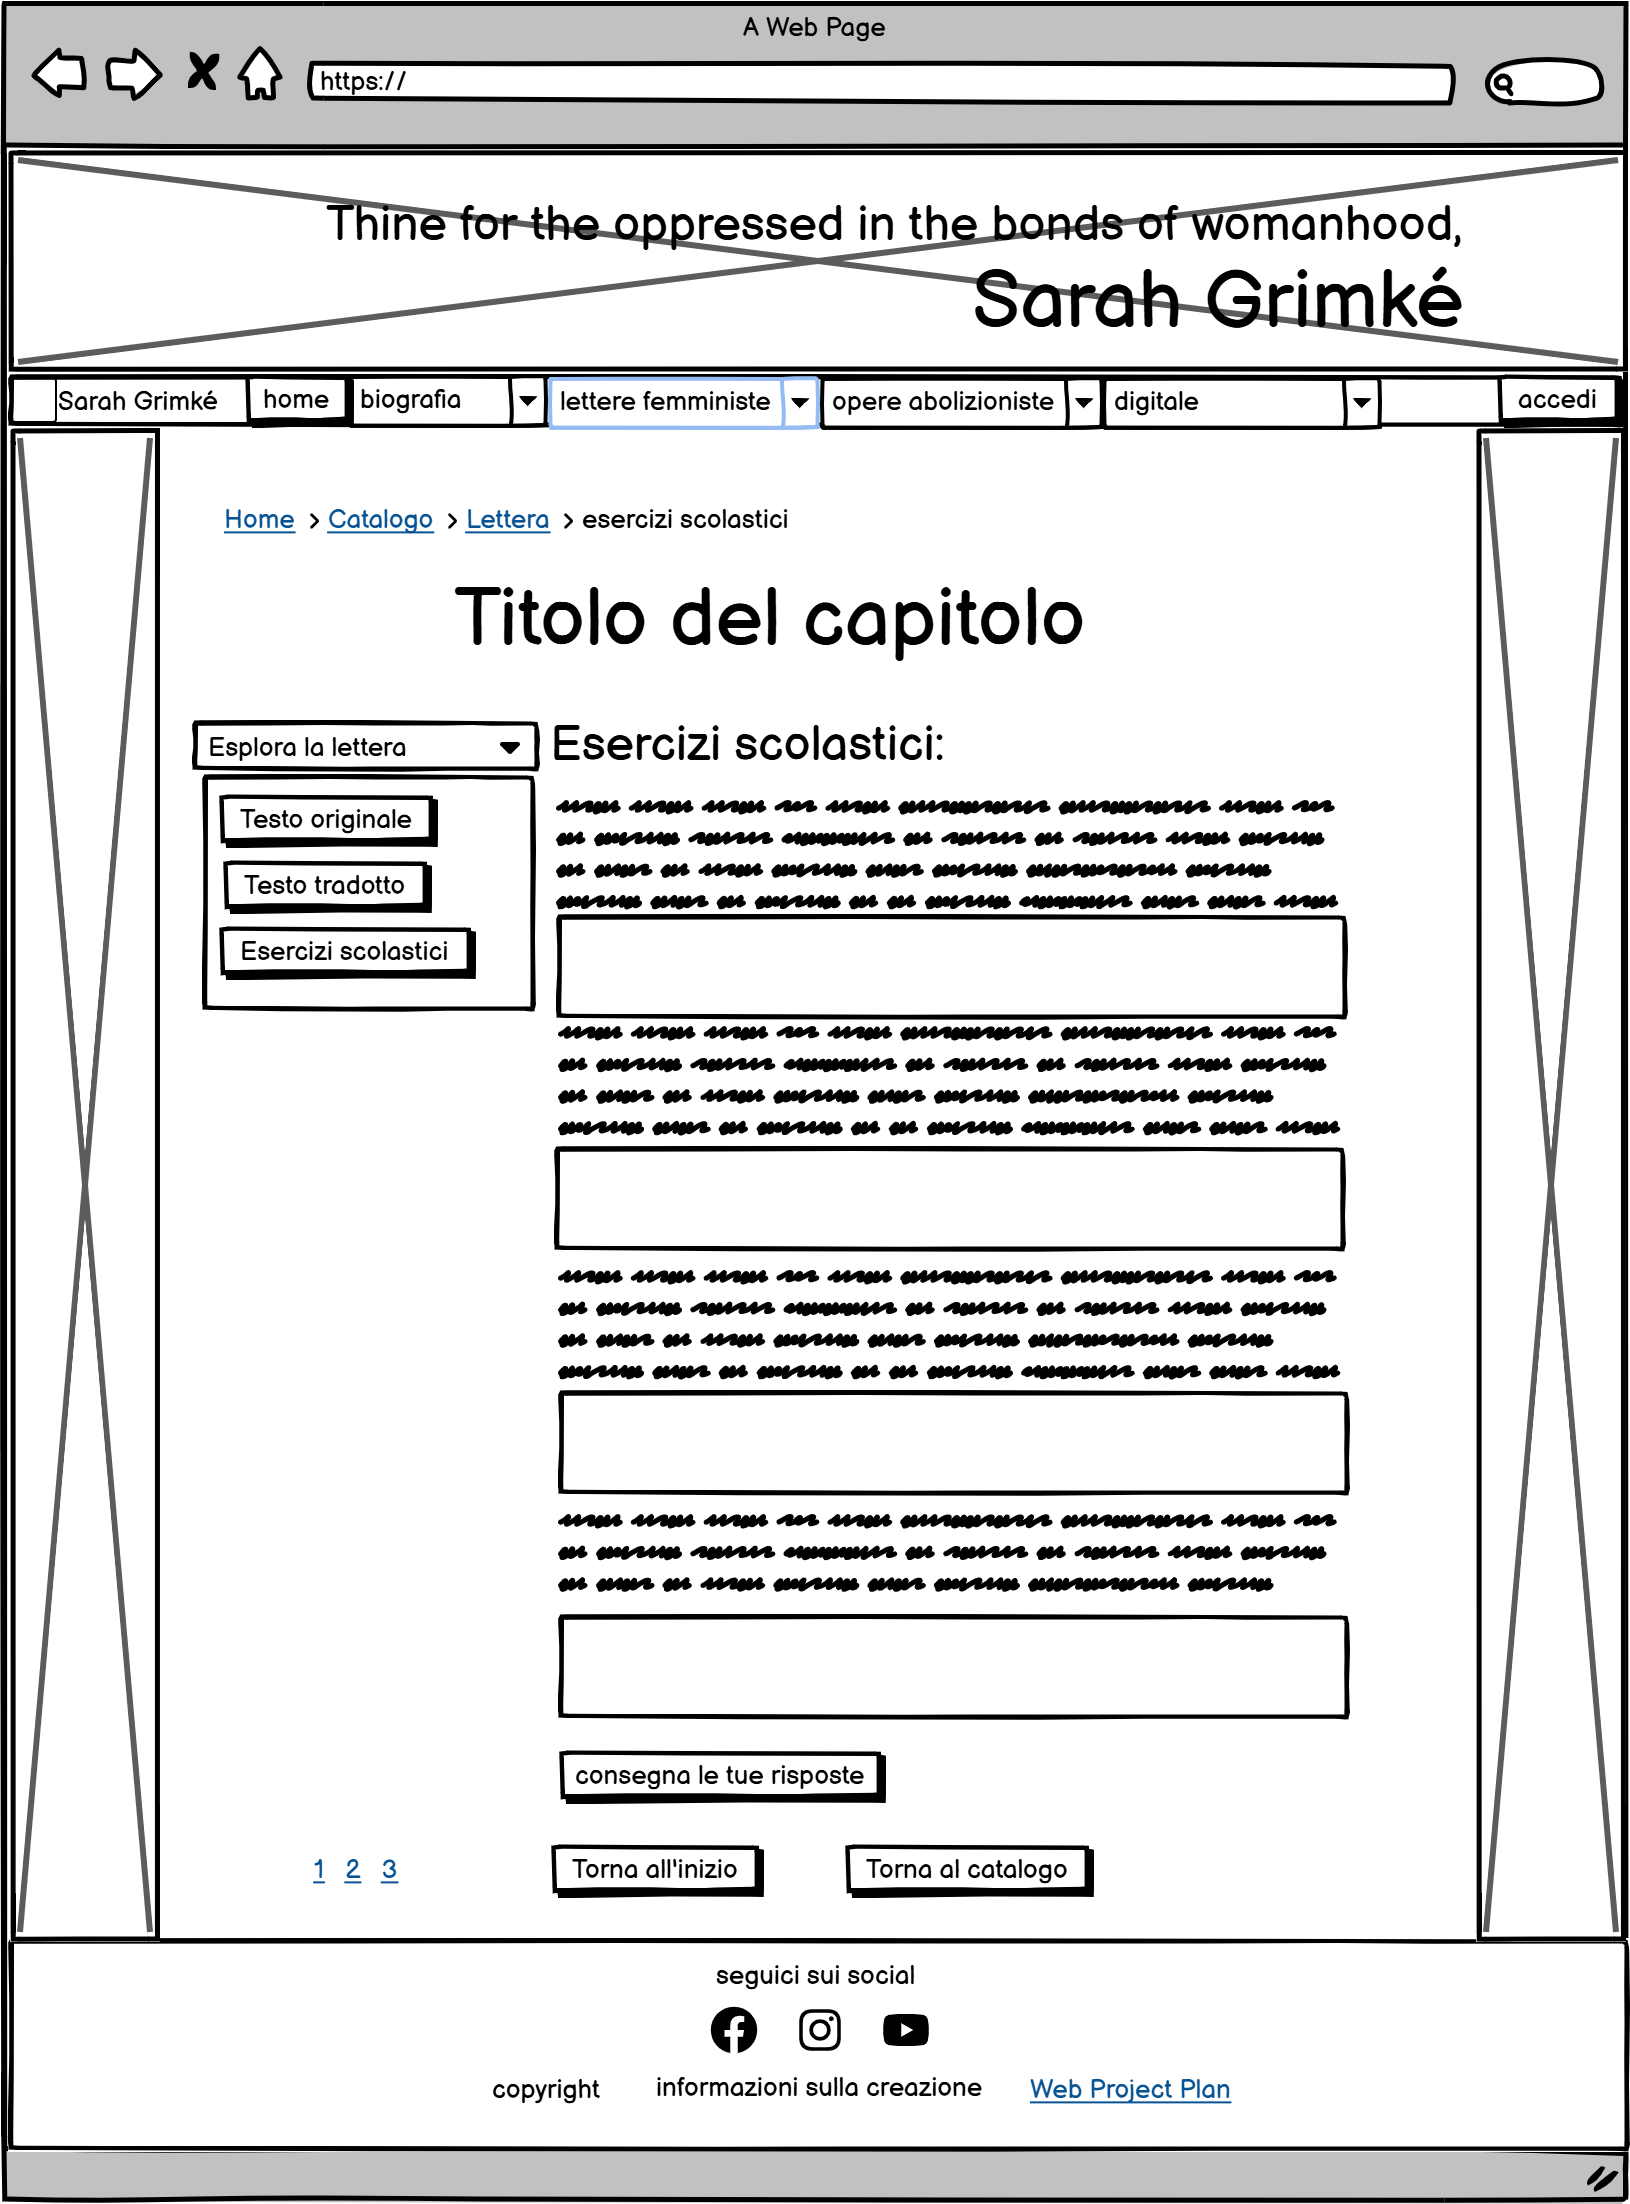 A Web Page
https://
Thine for the oppressed in the bonds of womanhood,
Sarah Grimké
Sarah Grimké home biografia lettere femministe opere abolizioniste digitale accedi
Home > Catalogo > Lettera > esercizi scolastici
Titolo del capitolo
Esplora la lettera
Testo originale
Testo tradotto
Esercizi scolastici
Esercizi scolastici:
consegna le tue risposte
1 2 3 Torna all'inizio Torna al catalogo
seguici sui social
copyright informazioni sulla creazione Web Project Plan